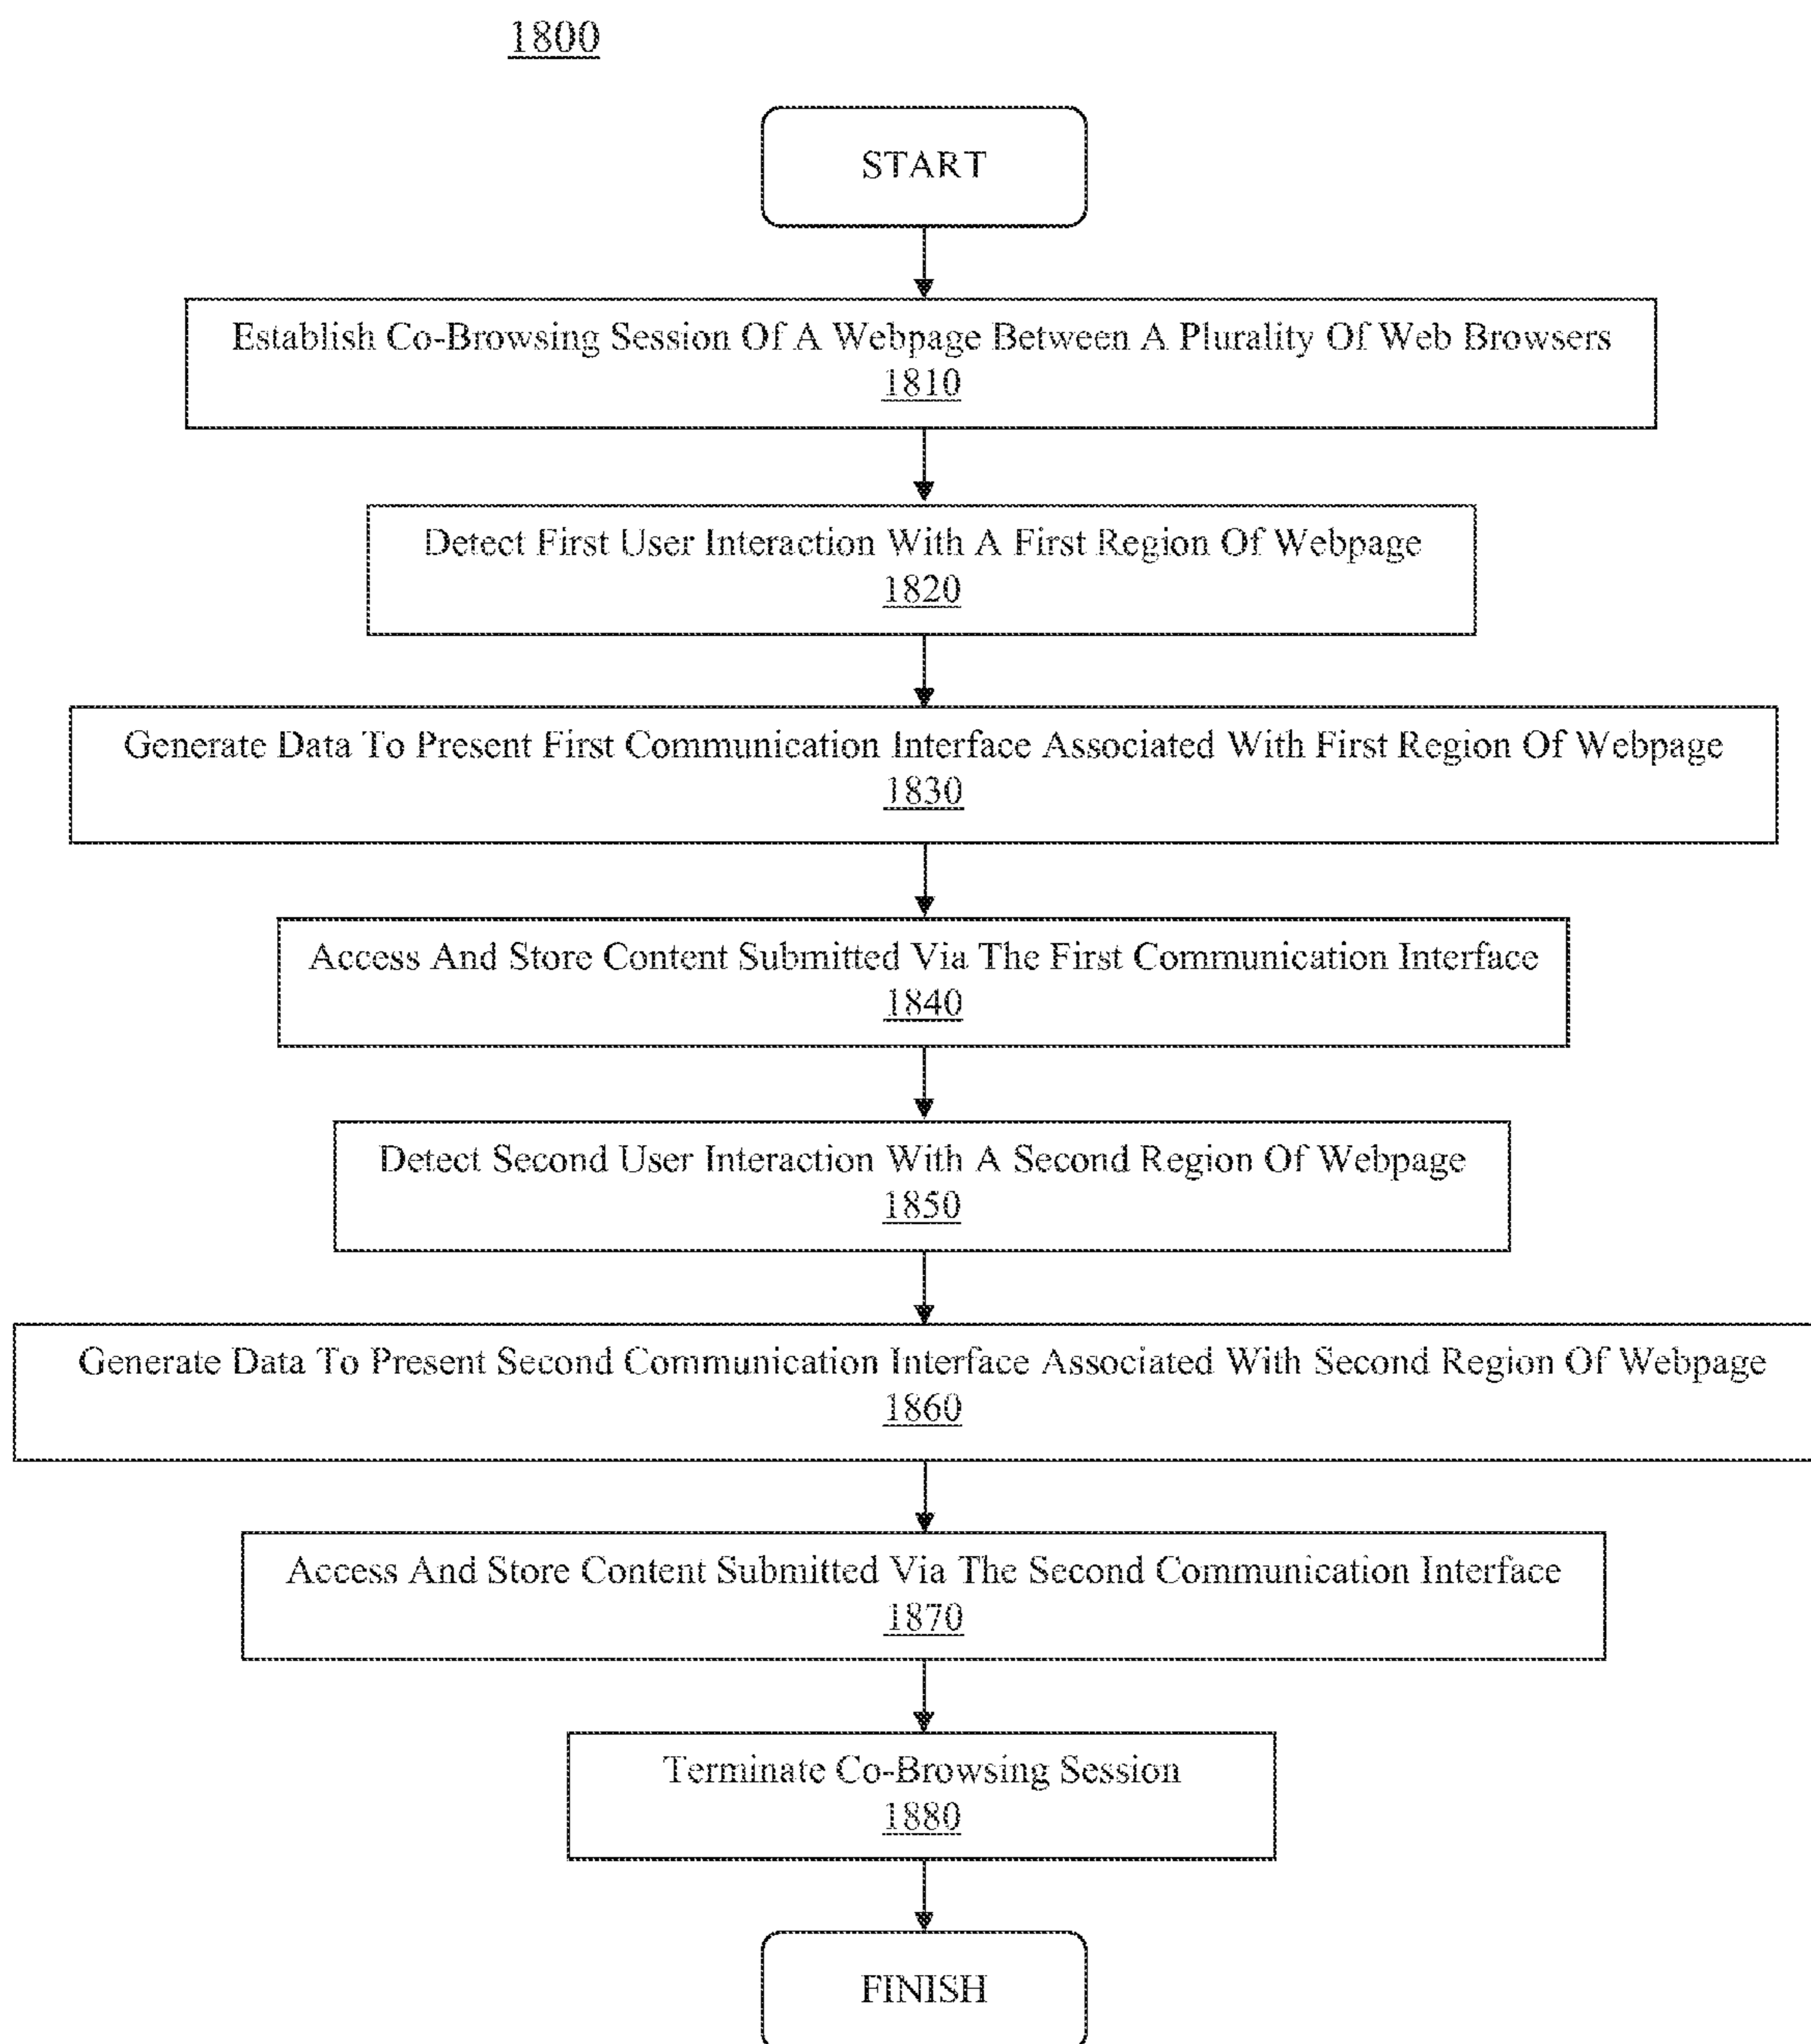 1800
START
Establish Co-Browsing Session Of A Webpage Between A Plurality Of Web Browsers
1810
Detect First User Interaction With A First Region Of Webpage
1820
Generate Data To Present First Communication Interface Associated With First Region Of Webpage
1830
Access And Store Content Submitted Via The First Communication Interface
1840
Detect Second User Interaction With A Second Region Of Webpage
1850
Generate Data To Present Second Communication Interface Associated With Second Region Of Webpage
1860
Access And Store Content Submitted Via The Second Communication Interface
1870
Terminate Co-Browsing Session
1880
FINISH